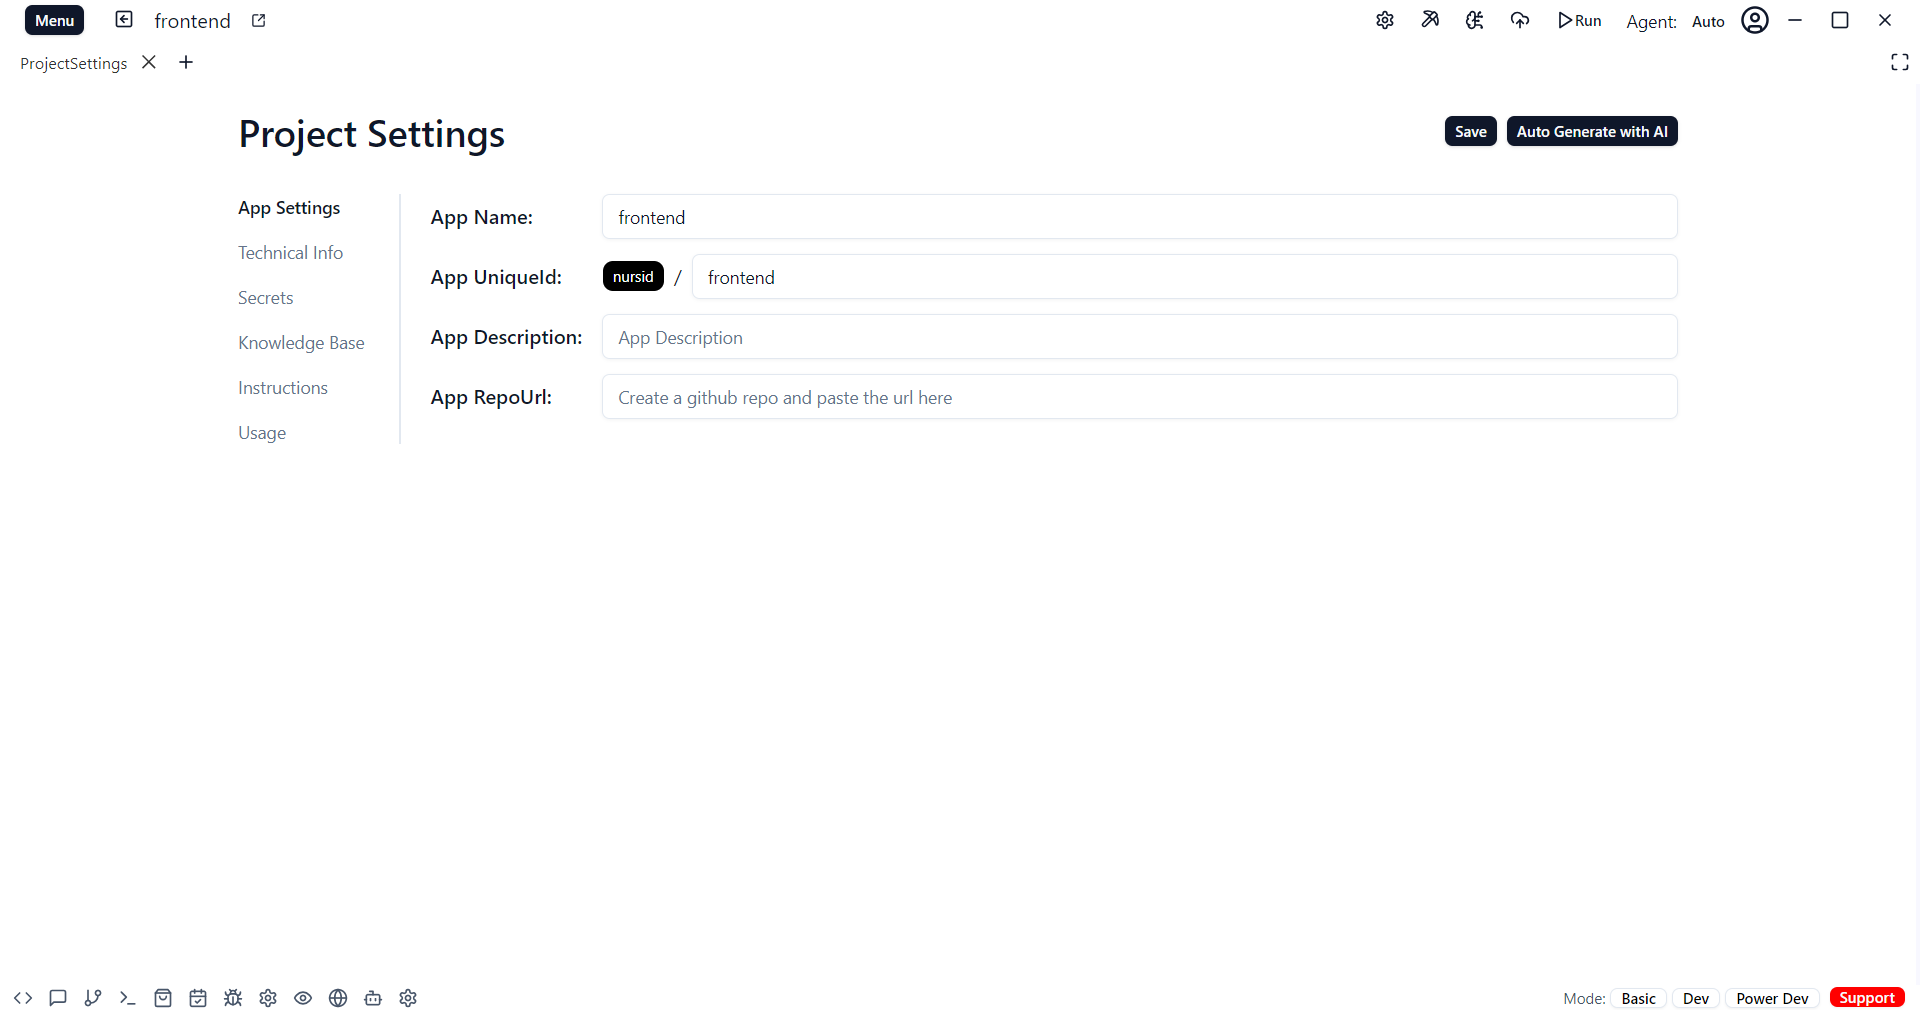 Menu frontend Run Agent: Auto
ProjectSettings
Project Settings Save Auto Generate with AI
App Settings
Technical Info
Secrets
Knowledge Base
Instructions
Usage
App Name: frontend
App UniqueId: nursid / frontend
App Description: App Description
App RepoUrl: Create a github repo and paste the url here
Mode: Basic Dev Power Dev Support